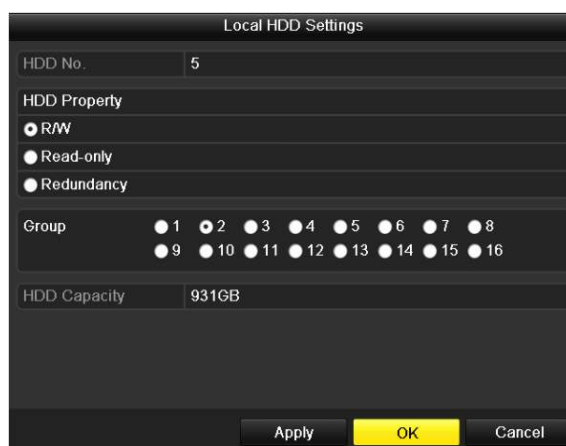 Local HDD Settings
HDD No. 5
HDD Property
R/W
Read-only
Redundancy
Group 1 2 3 4 5 6 7 8
9 10 11 12 13 14 15 16
HDD Capacity 931GB
Apply OK Cancel